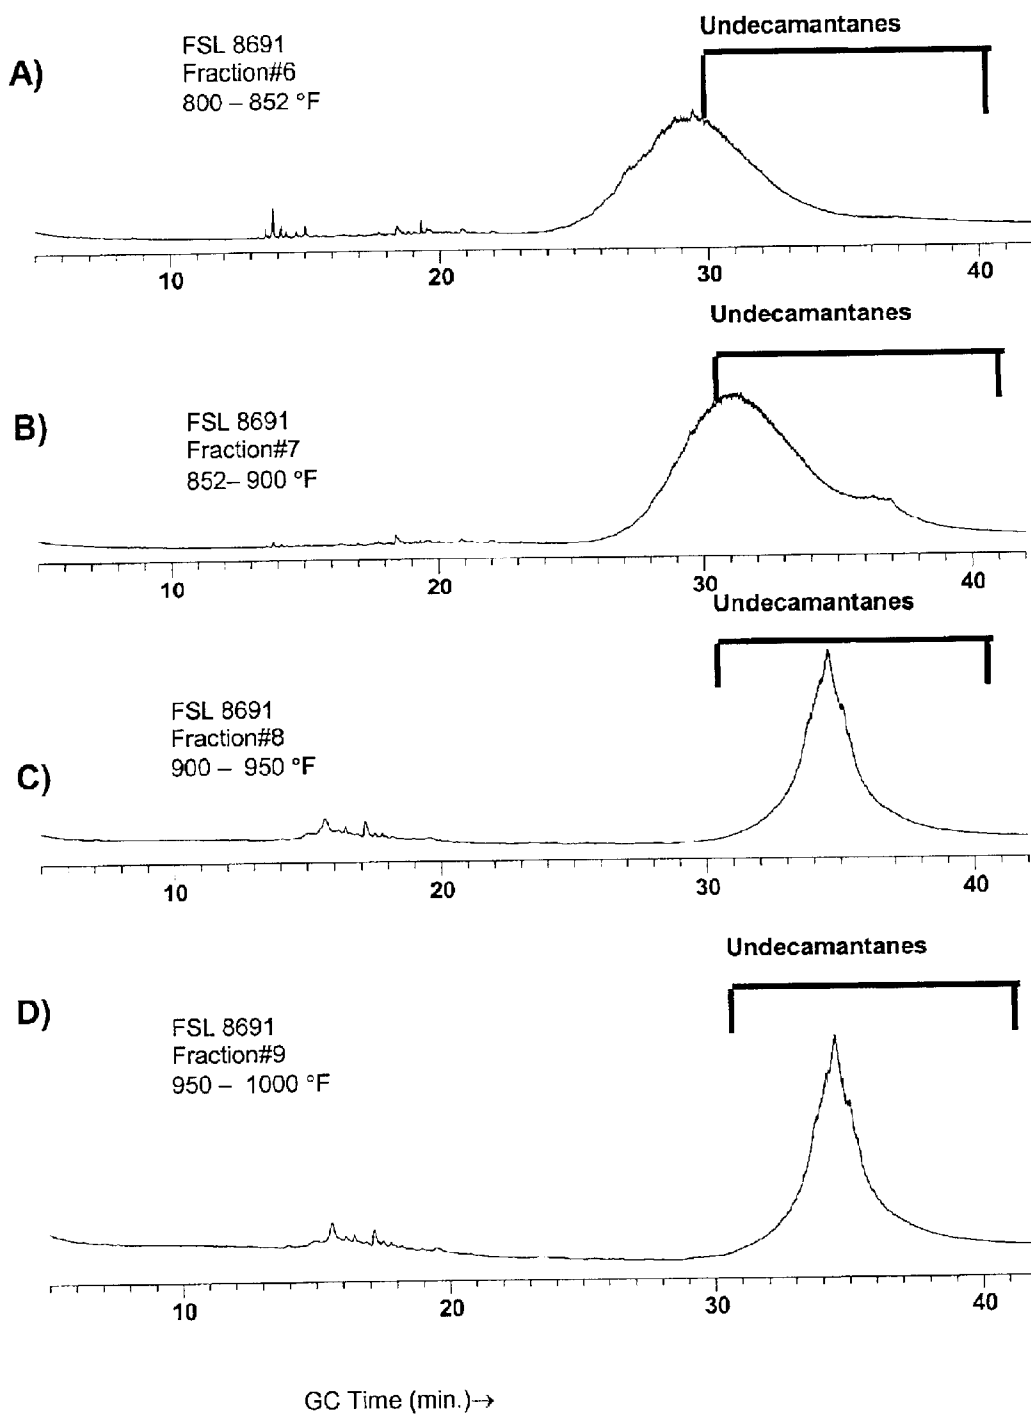 Undecamantanes
A)
FSL 8691
Fraction#6
800 – 852 °F
10 20 30 40
Undecamantanes
B)
FSL 8691
Fraction#7
852– 900 °F
10 20 30 40
Undecamantanes
FSL 8691
Fraction#8
900 – 950 °F
C)
10 20 30 40
Undecamantanes
D)
FSL 8691
Fraction#9
950 – 1000 °F
10 20 30 40
GC Time (min.)→